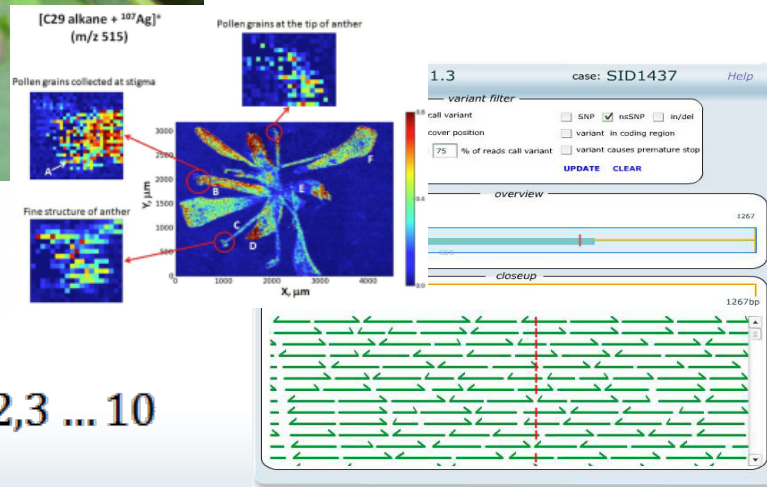 [C29 alkane + ¹⁰⁷Ag]⁺
(m/z 515)
Pollen grains at the tip of anther
Pollen grains collected at stigma
A
Fine structure of anther
Y, μm
3000
2500
2000
1500
1000
500
0
0 1000 2000 3000 4000
X, μm
B
C
D
E
F
1.3
case: SID1437
Help
variant filter
call variant
SNP nsSNP in/del
cover position
variant in coding region
75 % of reads call variant
variant causes premature stop
UPDATE CLEAR
overview
1267
CDS
closeup
1267bp
2,3 ... 10